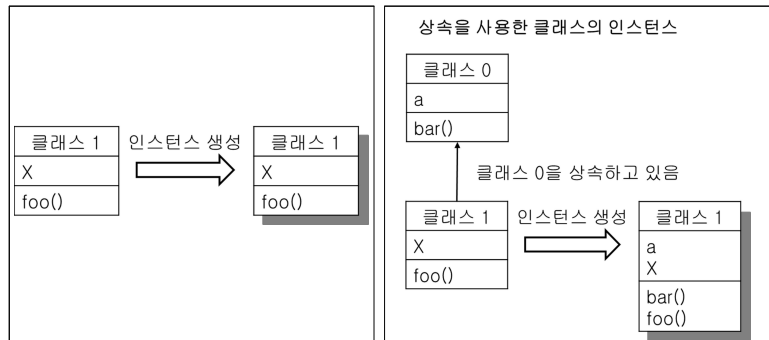 클래스 1
X
foo()
인스턴스 생성
클래스 1
X
foo()
상속을 사용한 클래스의 인스턴스
클래스 0
a
bar()
클래스 0을 상속하고 있음
클래스 1
X
foo()
인스턴스 생성
클래스 1
a
X
bar()
foo()